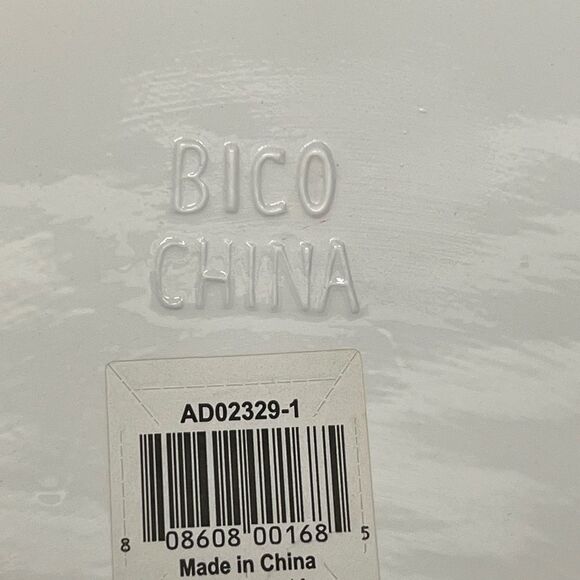 BICO
CHINA
AD02329-1
8 08608 00168 5
Made in China